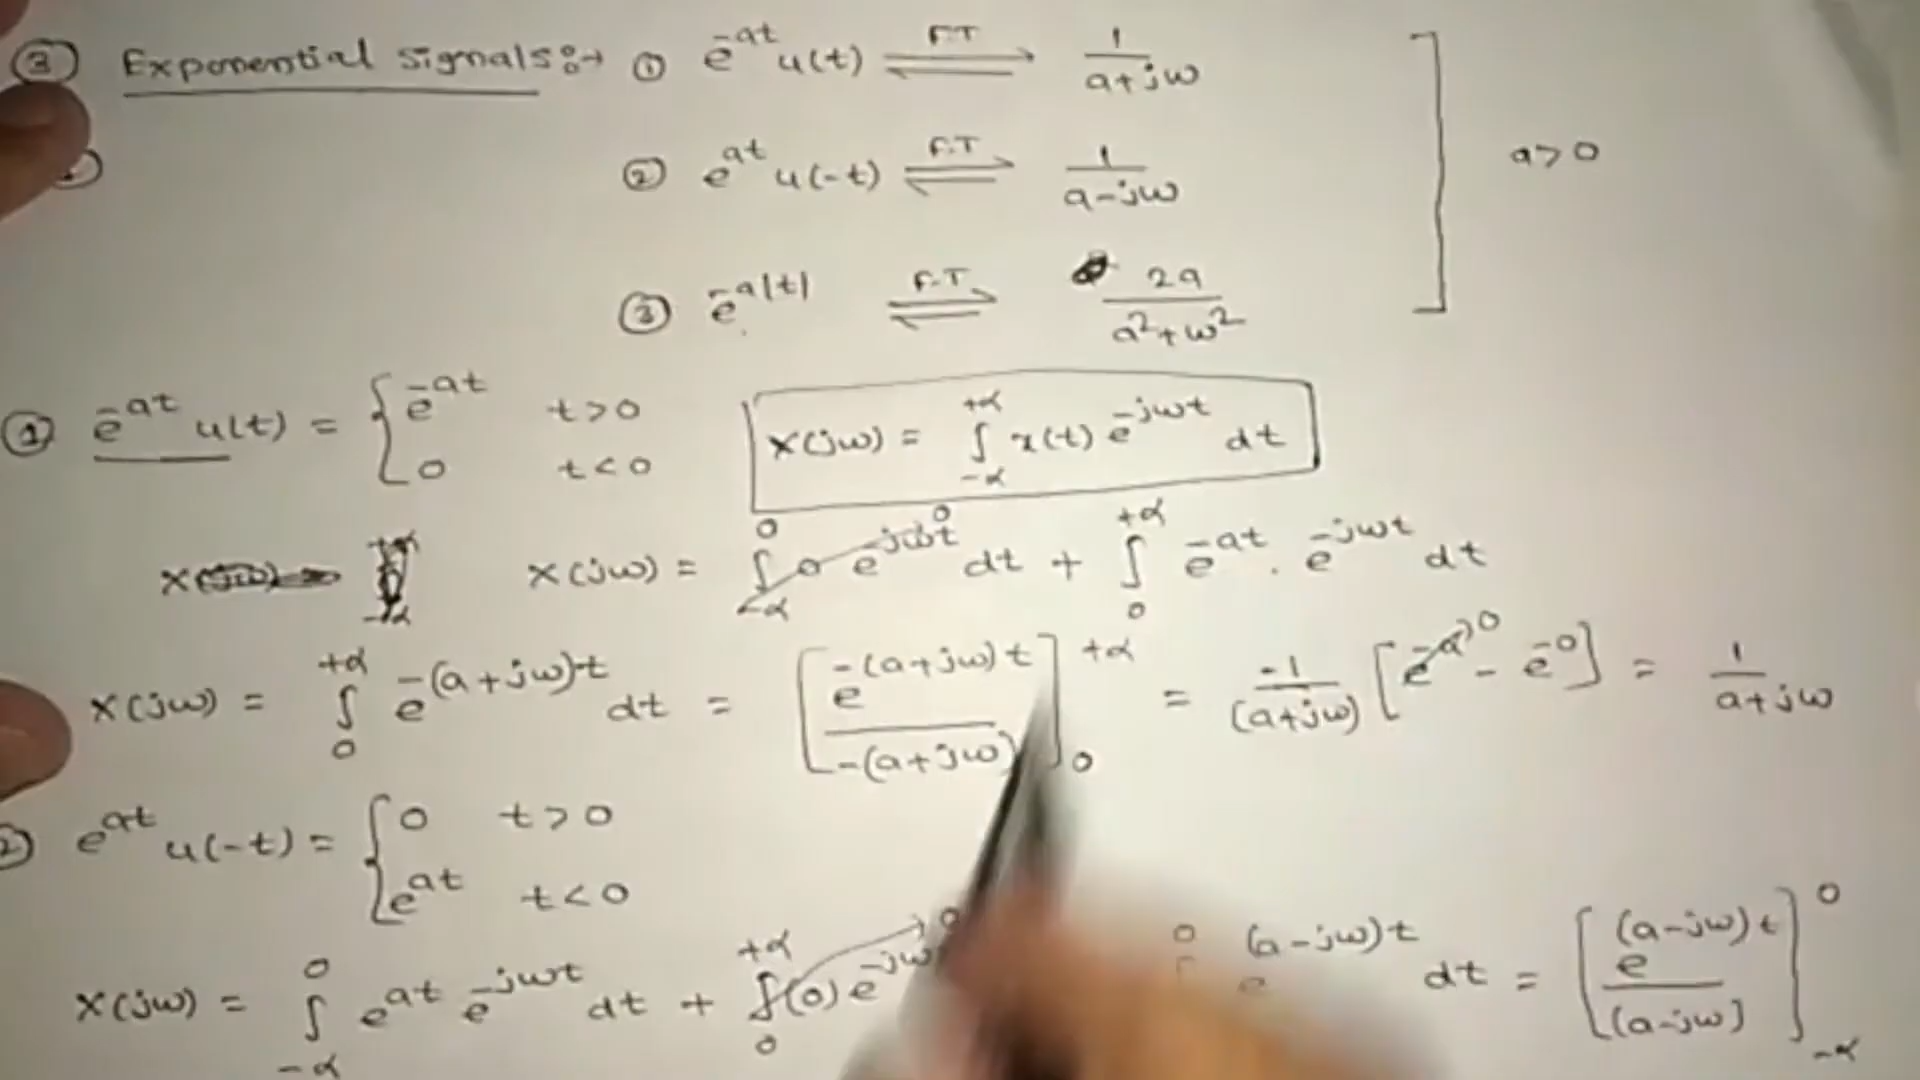 ③ Exponential Signals:→ ① e^{-at} u(t) ⇌ F.T 1/(a+jω)
② e^{at} u(-t) ⇌ F.T 1/(a-jω) a>0
③ e^{-a|t|} ⇌ F.T 2a/(a²+ω²)
① e^{-at} u(t) = { e^{-at} t>0
0 t<0
X(jω) = ∫_{-∞}^{+∞} x(t) e^{-jωt} dt
X(jω) = ∫_{-∞}^{0} 0 e^{-jωt} dt + ∫_{0}^{+∞} e^{-at} . e^{-jωt} dt
X(jω) = ∫_{0}^{+∞} e^{-(a+jω)t} dt = [e^{-(a+jω)t}/-(a+jω)]_{0}^{+∞} = -1/(a+jω) [e^{-∞} - e^{-0}] = 1/(a+jω)
② e^{at} u(-t) = { 0 t>0
e^{at} t<0
X(jω) = ∫_{-∞}^{0} e^{at} e^{-jωt} dt + ∫_{0}^{+∞} (0) e^{-jω} e^{(a-jω)t} dt = [e^{(a-jω)t}/(a-jω)]_{-∞}^{0}